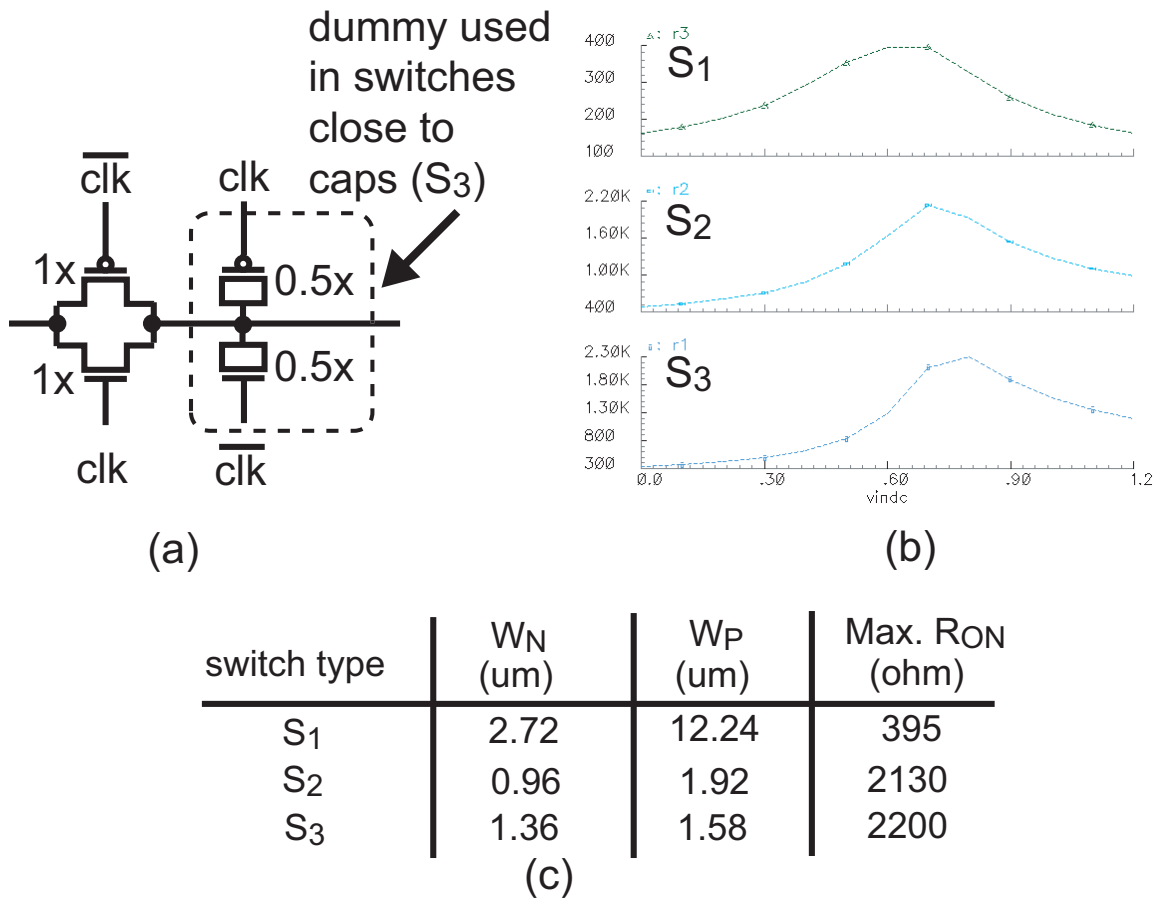 dummy used
in switches
close to
caps (S3)
clk
clk
1x
0.5x
1x
0.5x
clk
clk
(a)
r3
S1
400
300
200
100
r2
S2
2.20K
1.60K
1.00K
400
r1
S3
2.30K
1.80K
1.30K
800
300
0.0 .30 .60 .90 1.2
vindc
(b)
switch type WN (um) WP (um) Max. RON (ohm)
S1 2.72 12.24 395
S2 0.96 1.92 2130
S3 1.36 1.58 2200
(c)